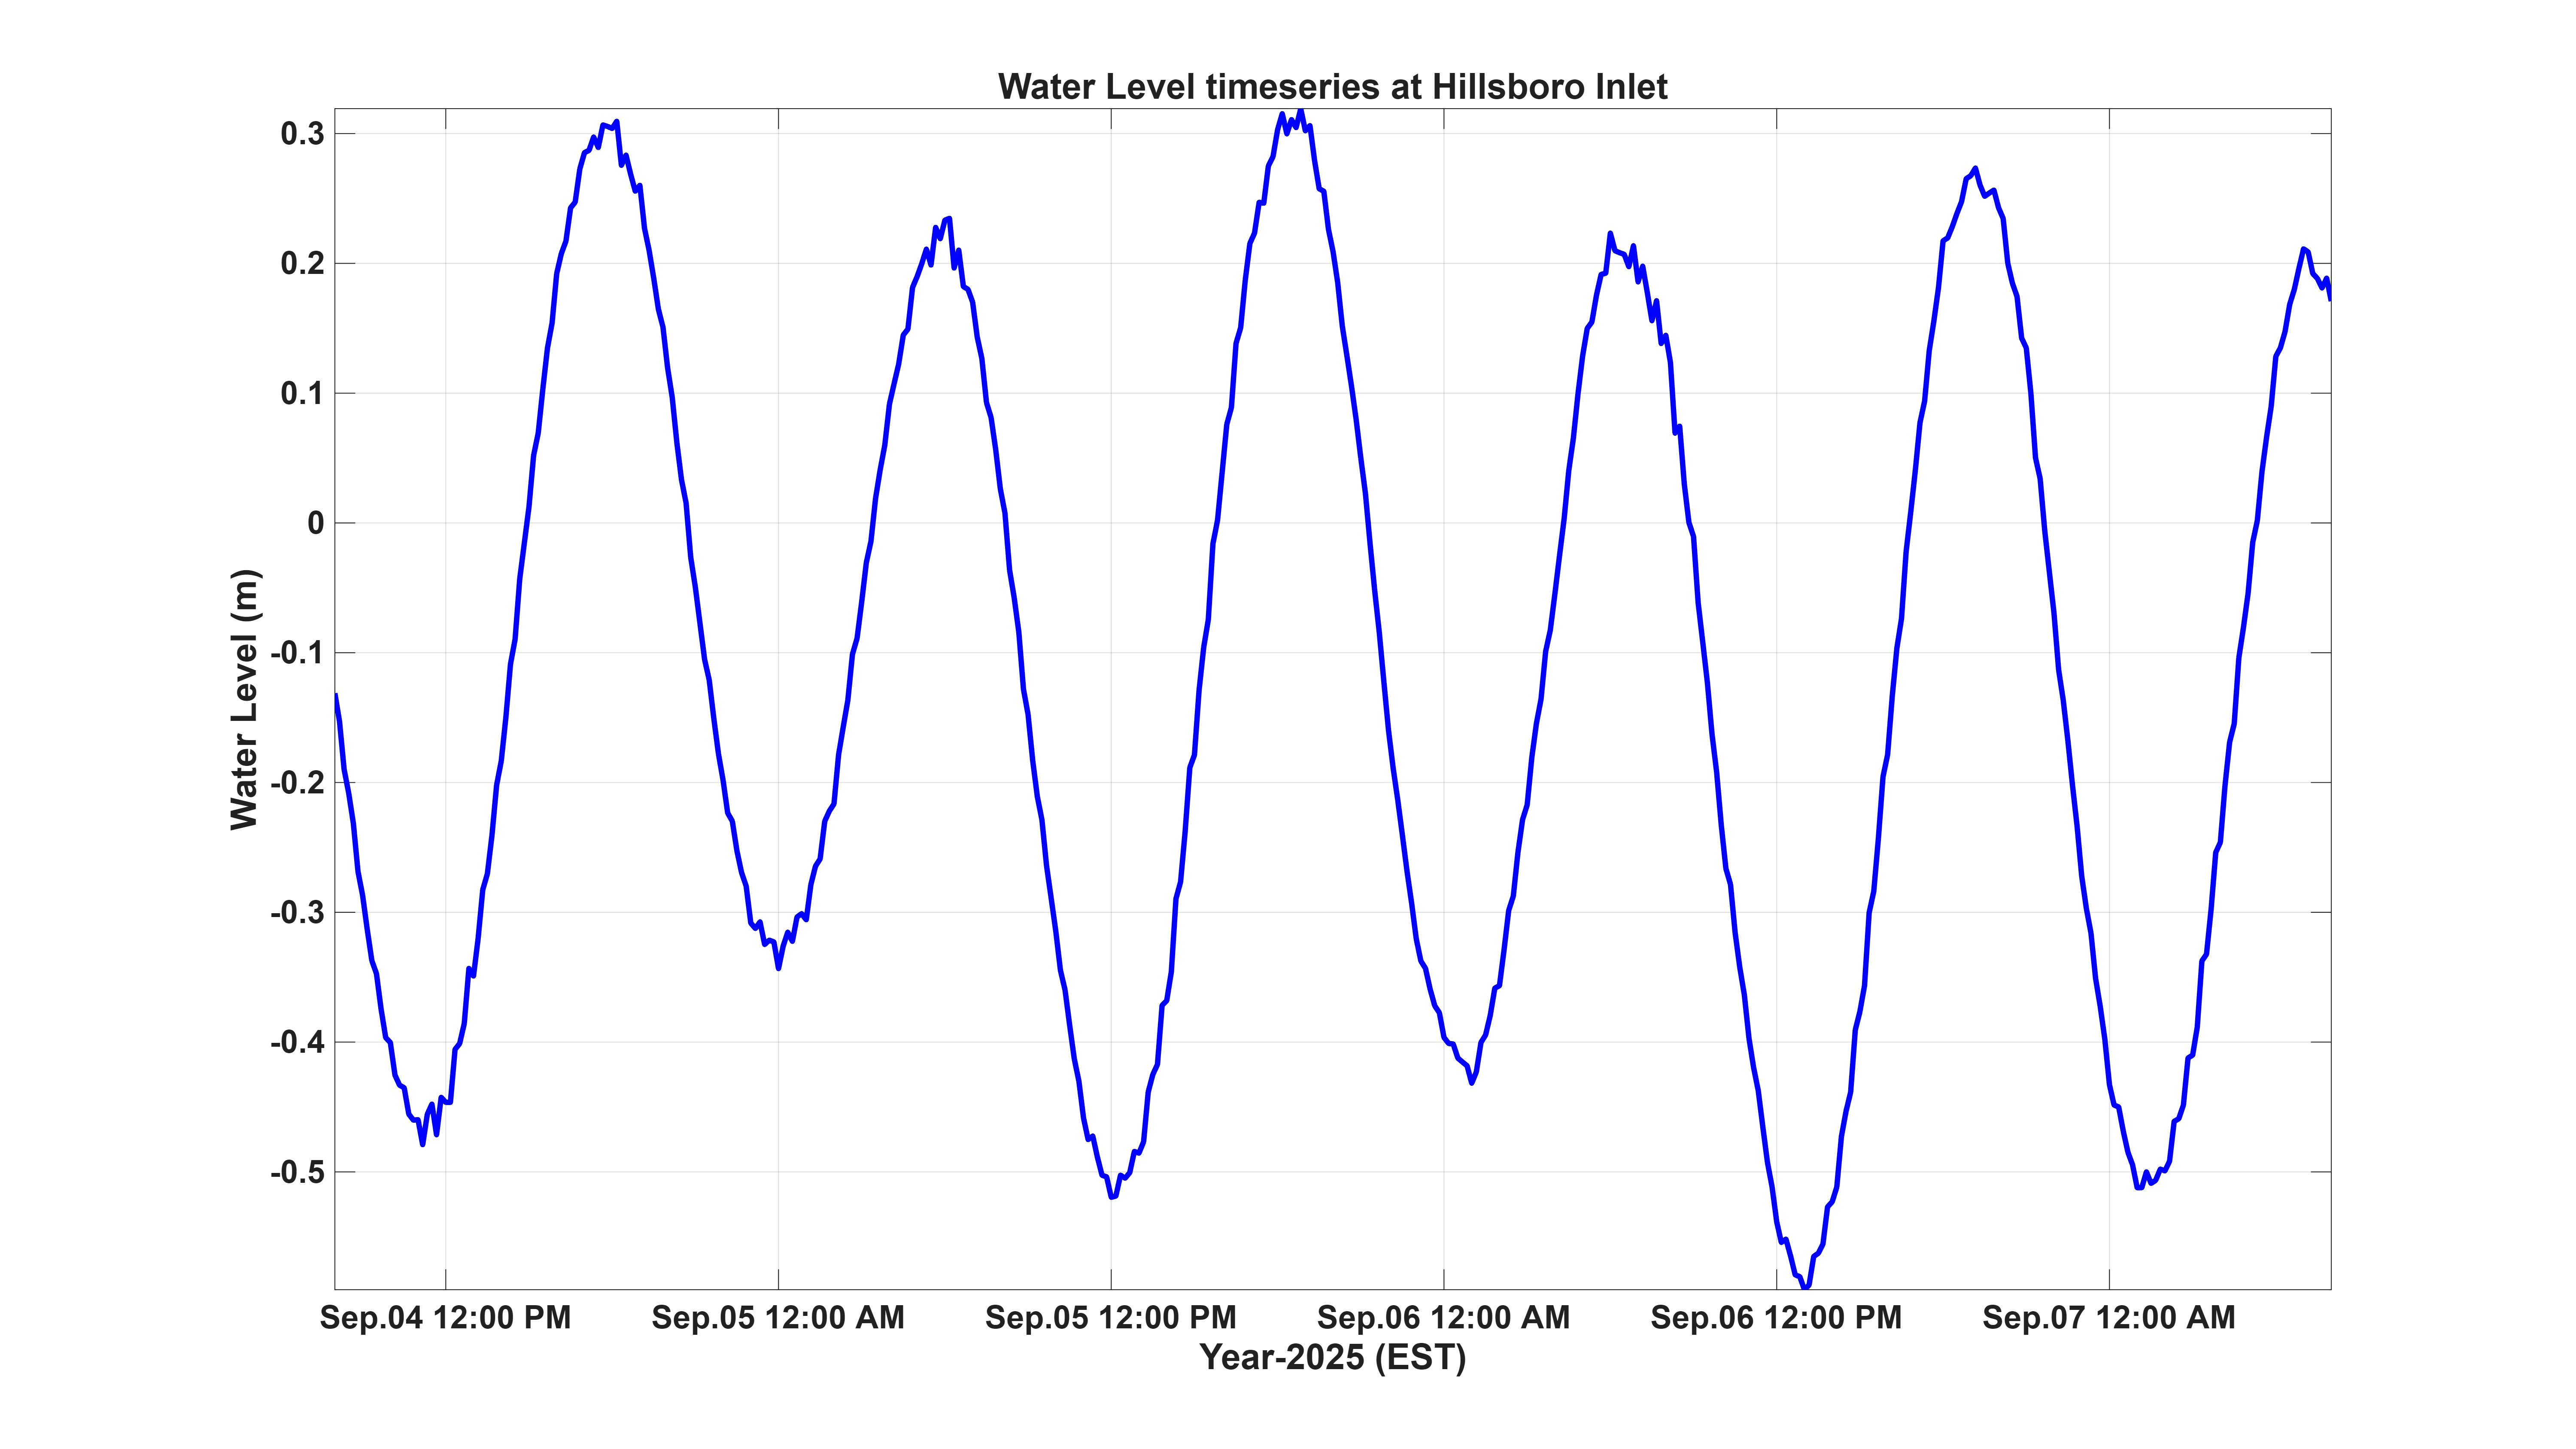 Water Level timeseries at Hillsboro Inlet
0.3
0.2
0.1
0
-0.1
-0.2
-0.3
-0.4
-0.5
Water Level (m)
Sep.04 12:00 PM Sep.05 12:00 AM Sep.05 12:00 PM Sep.06 12:00 AM Sep.06 12:00 PM Sep.07 12:00 AM
Year-2025 (EST)